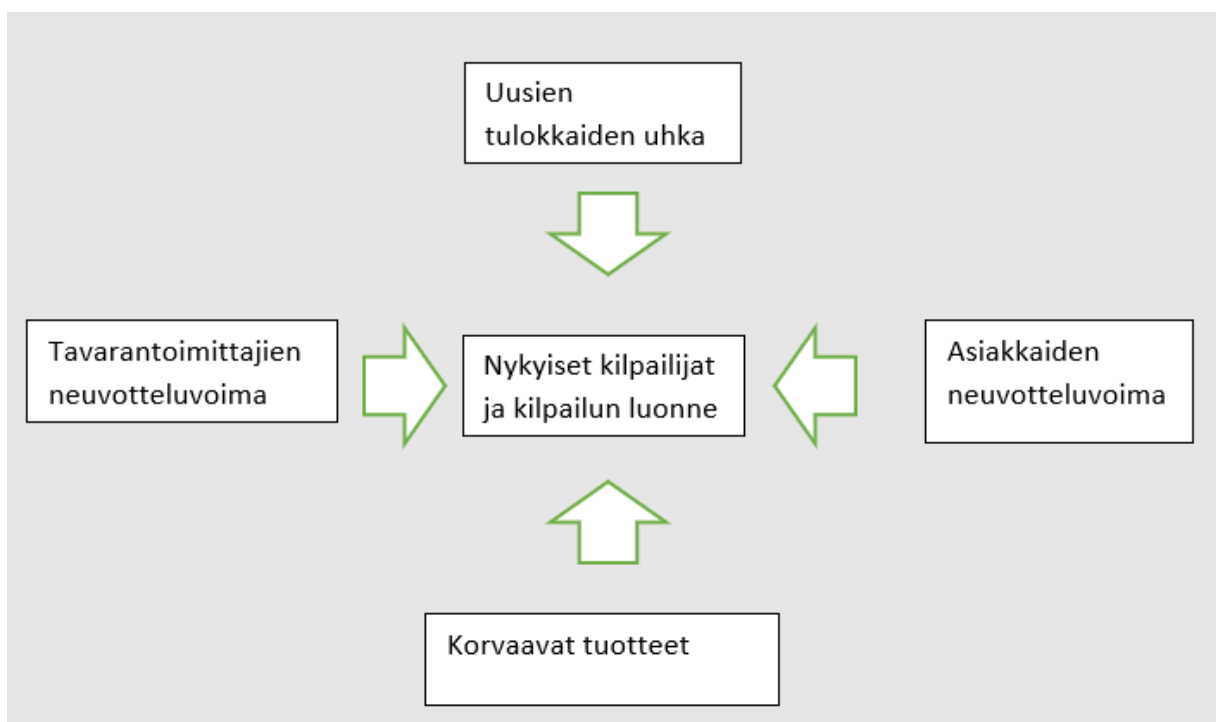 Uusien
tulokkaiden uhka
Tavarantoimittajien
neuvotteluvoima
Nykyiset kilpailijat
ja kilpailun luonne
Asiakkaiden
neuvotteluvoima
Korvaavat tuotteet